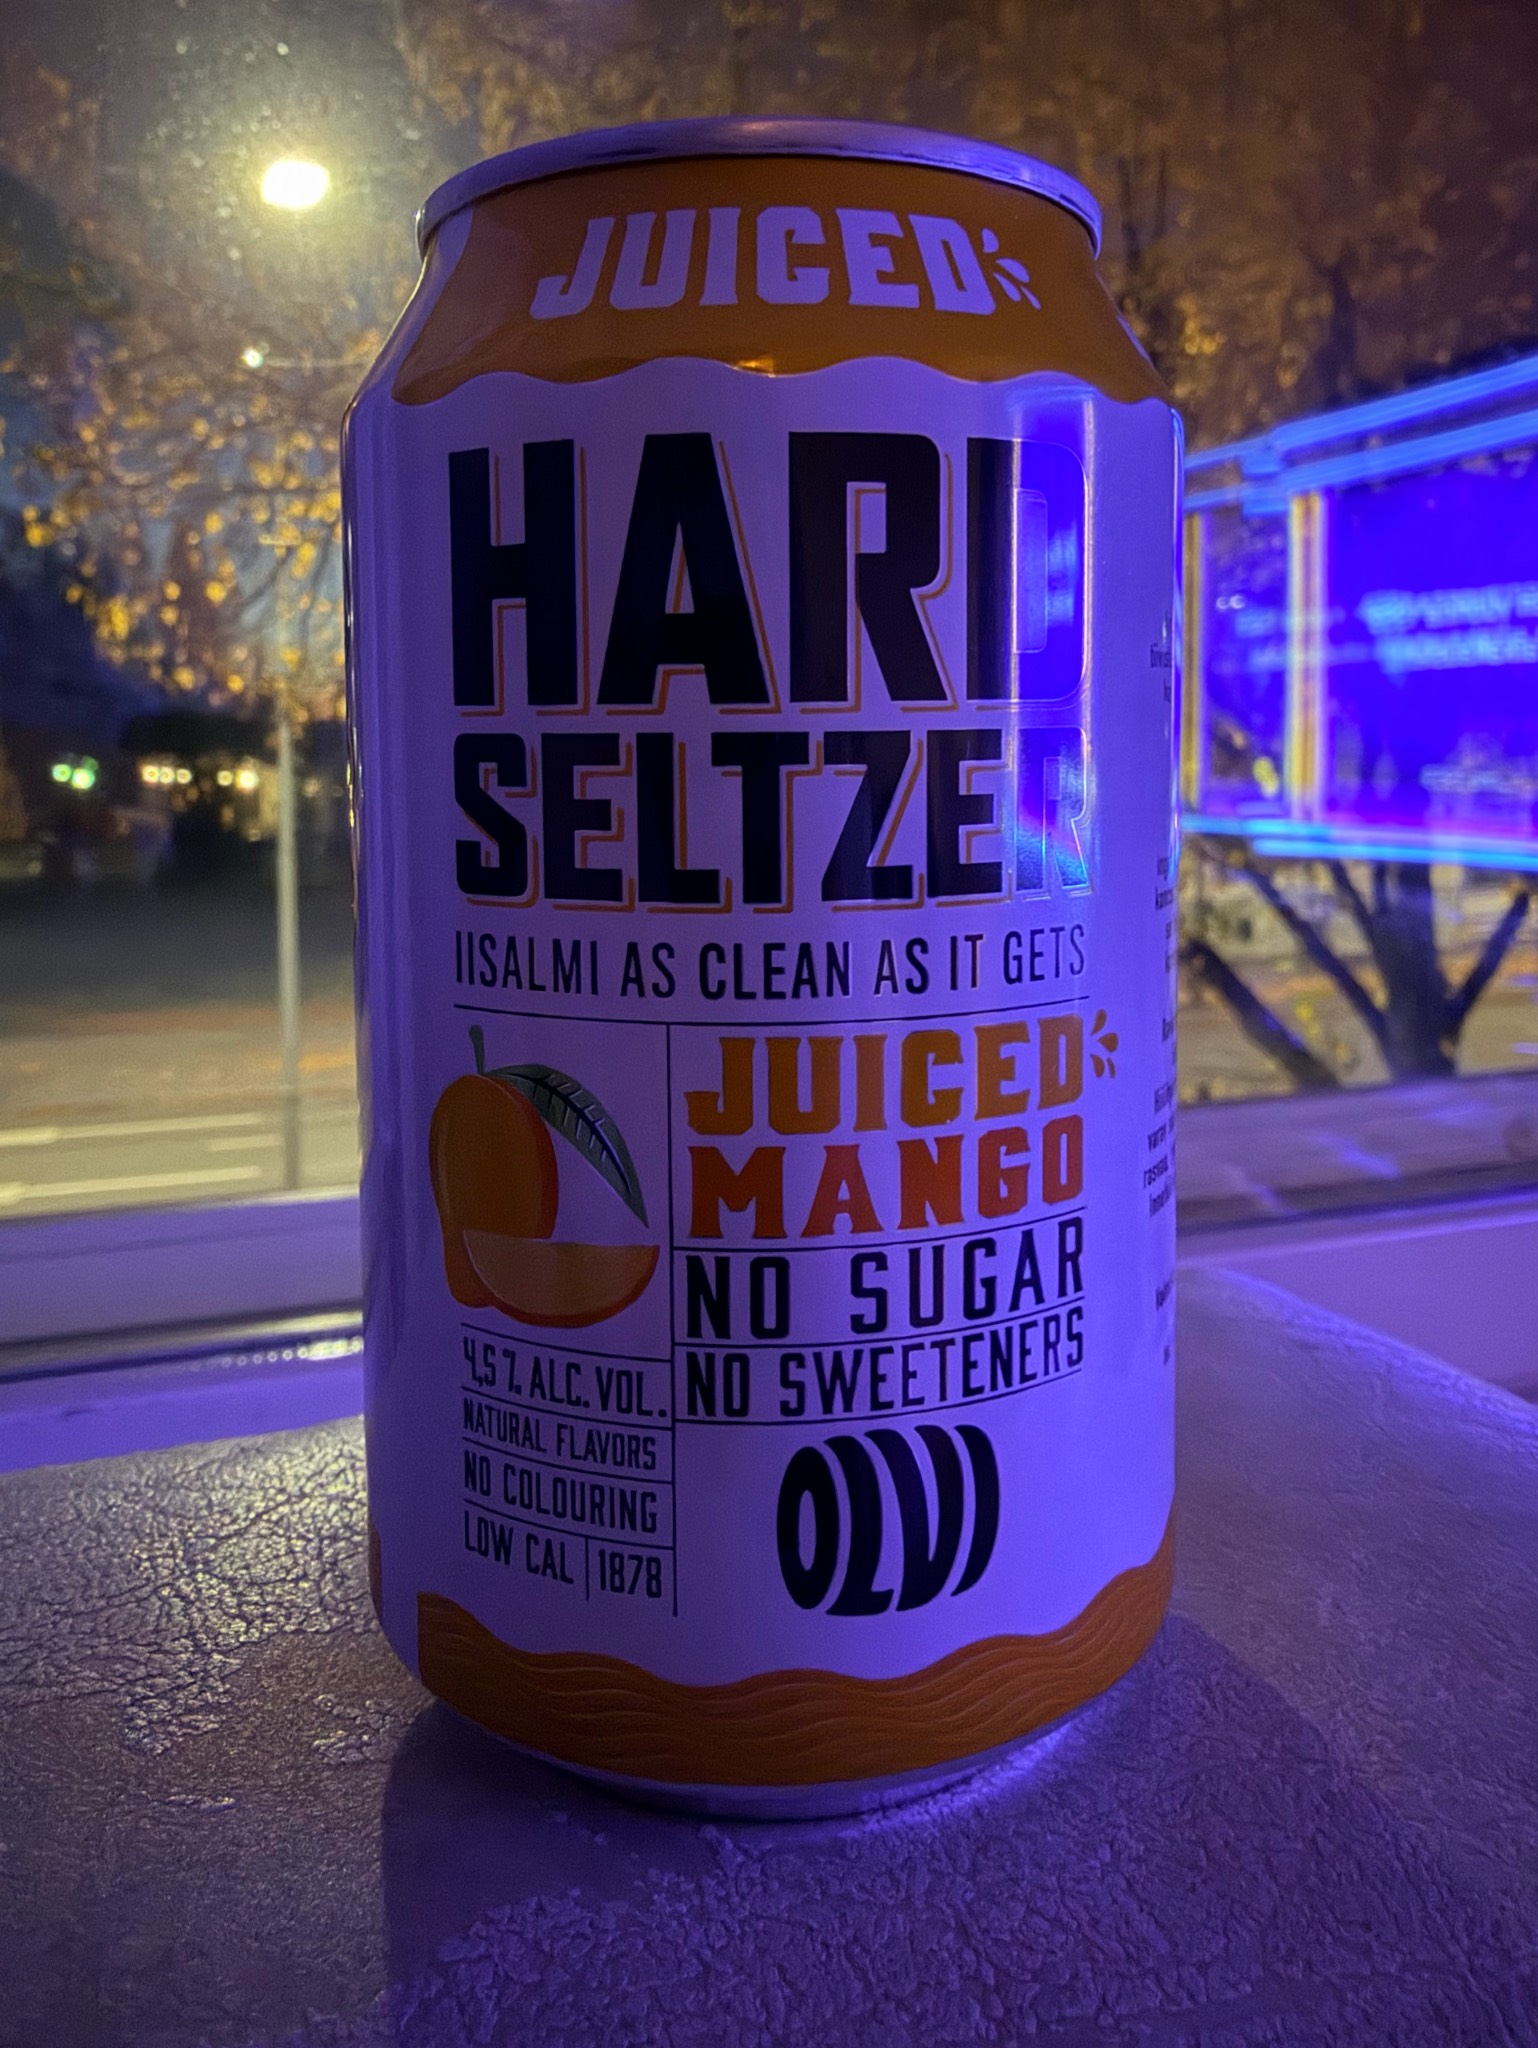 JUICED
HARD
SELTZER
IISALMI AS CLEAN AS IT GETS
JUICED
MANGO
NO SUGAR
NO SWEETENERS
4,5 % ALC. VOL.
NATURAL FLAVORS
NO COLOURING
LOW CAL | 1878
OLVI